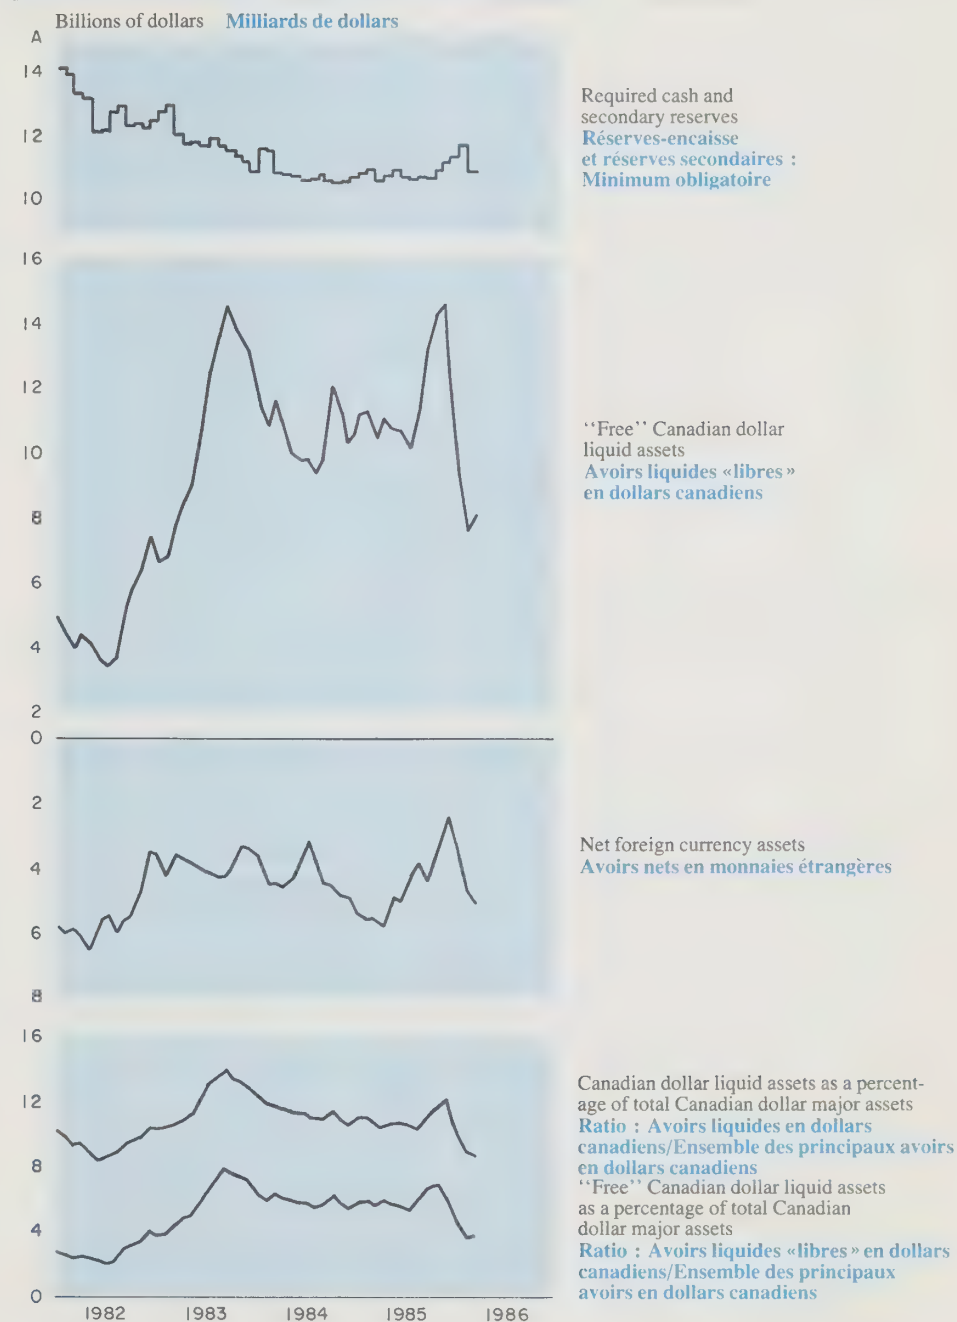 Billions of dollars Milliards de dollars
A
14
12
10
Required cash and
secondary reserves
Réserves-encaisse
et réserves secondaires :
Minimum obligatoire
16
14
12
10
8
6
4
2
"Free" Canadian dollar
liquid assets
Avoirs liquides «libres»
en dollars canadiens
0
2
4
6
8
Net foreign currency assets
Avoirs nets en monnaies étrangères
16
12
8
4
0
Canadian dollar liquid assets as a percent-
age of total Canadian dollar major assets
Ratio : Avoirs liquides en dollars
canadiens/Ensemble des principaux avoirs
en dollars canadiens
"Free" Canadian dollar liquid assets
as a percentage of total Canadian
dollar major assets
Ratio : Avoirs liquides «libres» en dollars
canadiens/Ensemble des principaux
avoirs en dollars canadiens
1982 1983 1984 1985 1986